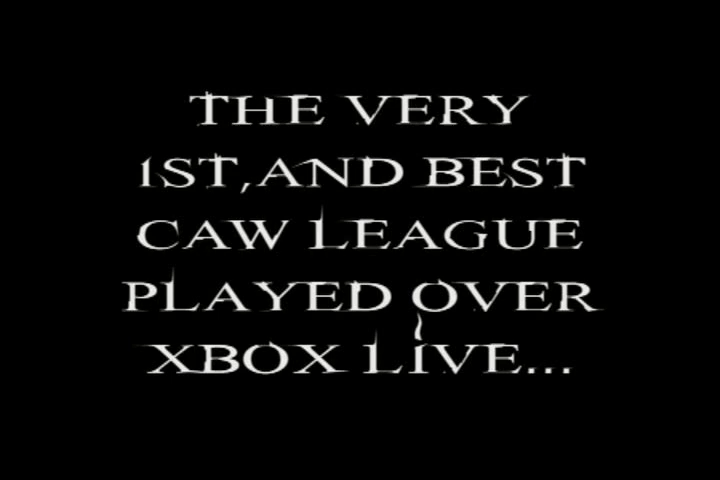 THE VERY
1ST,AND BEST
CAW LEAGUE
PLAYED OVER
XBOX LIVE...